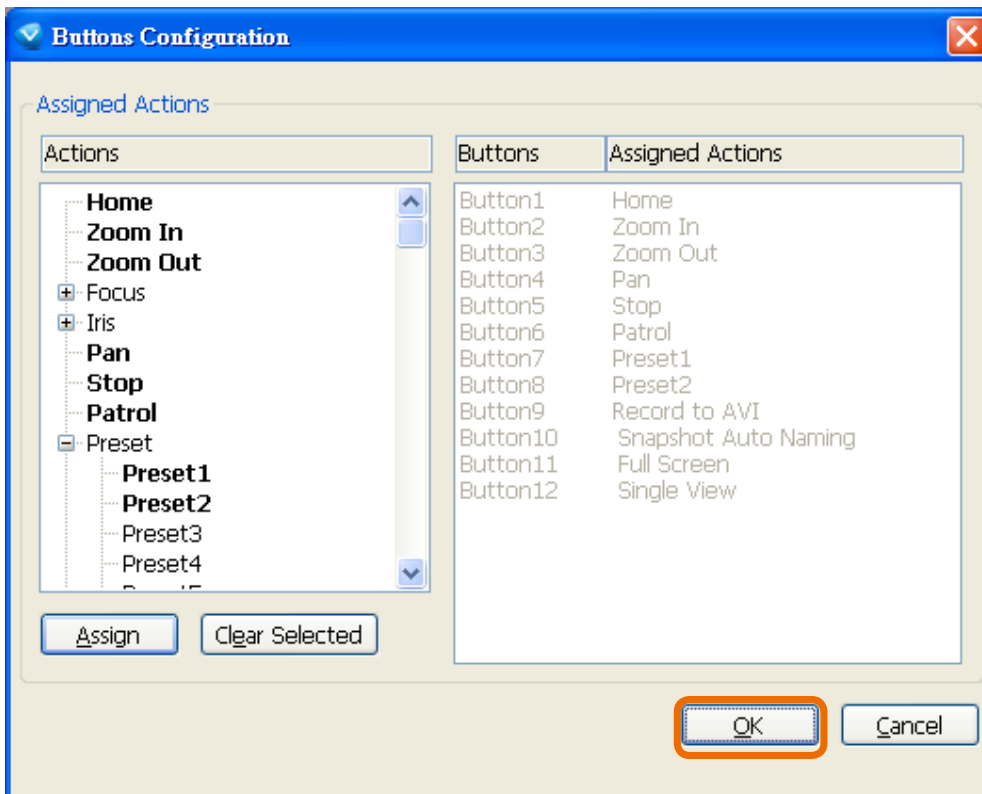 Buttons Configuration
Assigned Actions
Actions
Home
Zoom In
Zoom Out
Focus
Iris
Pan
Stop
Patrol
Preset
Preset1
Preset2
Preset3
Preset4
Assign
Clear Selected
Buttons Assigned Actions
Button1 Home
Button2 Zoom In
Button3 Zoom Out
Button4 Pan
Button5 Stop
Button6 Patrol
Button7 Preset1
Button8 Preset2
Button9 Record to AVI
Button10 Snapshot Auto Naming
Button11 Full Screen
Button12 Single View
OK
Cancel